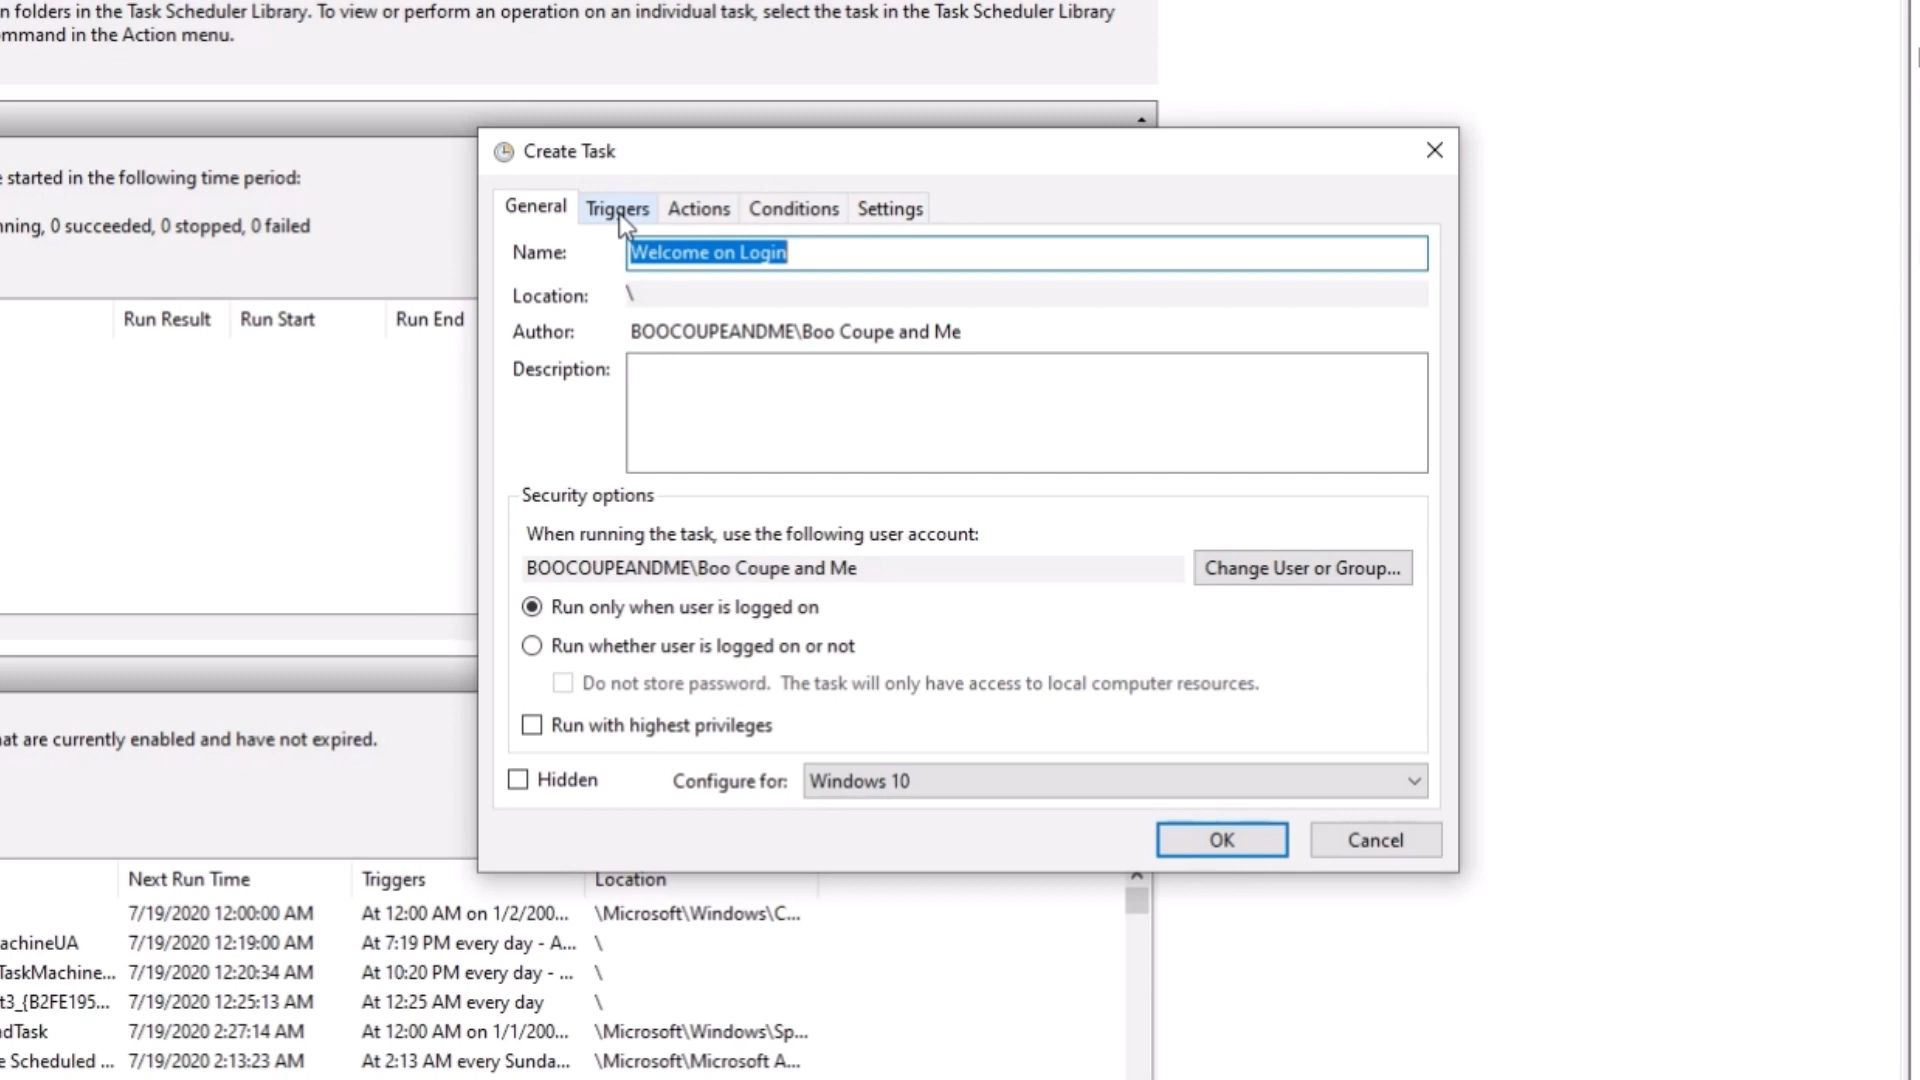 n folders in the Task Scheduler Library. To view or perform an operation on an individual task, select the task in the Task Scheduler Library
mmand in the Action menu.
Create Task
e started in the following time period:
General Triggers Actions Conditions Settings
nning, 0 succeeded, 0 stopped, 0 failed
Name: Welcome on Login
Location: \
Run Result Run Start Run End
Author: BOOCOUPEANDME\Boo Coupe and Me
Description:
Security options
When running the task, use the following user account:
BOOCOUPEANDME\Boo Coupe and Me Change User or Group...
Run only when user is logged on
Run whether user is logged on or not
Do not store password. The task will only have access to local computer resources.
Run with highest privileges
at are currently enabled and have not expired.
Hidden Configure for: Windows 10
OK Cancel
Next Run Time Triggers Location
7/19/2020 12:00:00 AM At 12:00 AM on 1/2/200... \Microsoft\Windows\C...
achineUA 7/19/2020 12:19:00 AM At 7:19 PM every day - A... \
TaskMachine... 7/19/2020 12:20:34 AM At 10:20 PM every day - ... \
t3_{B2FE195... 7/19/2020 12:25:13 AM At 12:25 AM every day \
dTask 7/19/2020 2:27:14 AM At 12:00 AM on 1/1/200... \Microsoft\Windows\Sp...
e Scheduled ... 7/19/2020 2:13:23 AM At 2:13 AM every Sunda... \Microsoft\Microsoft A...